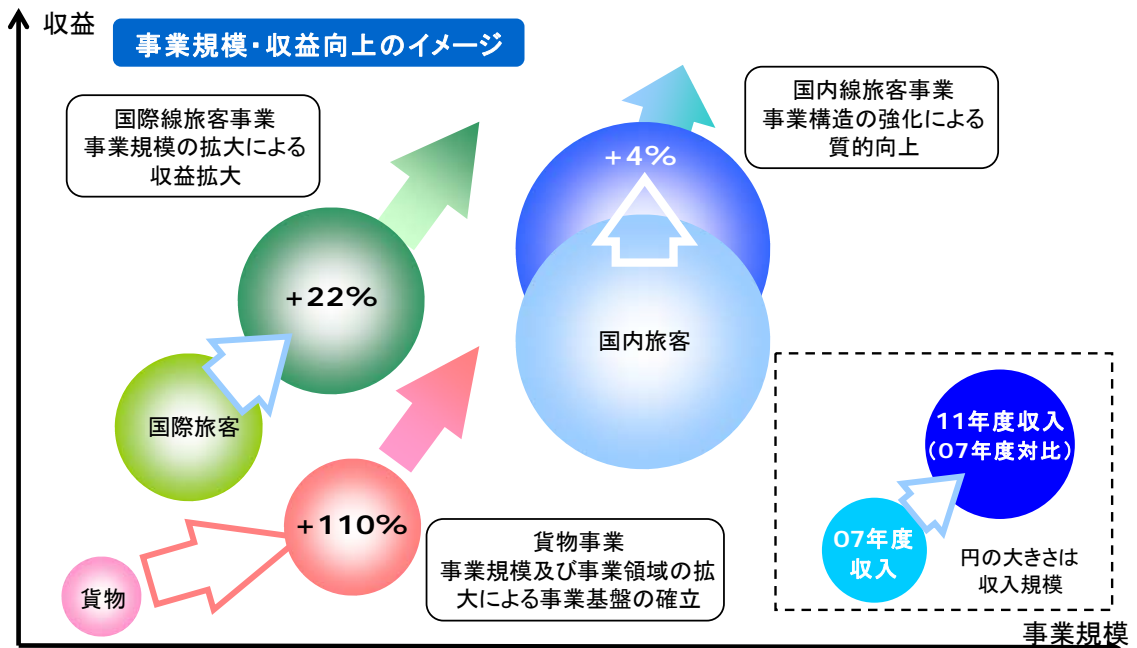 収益
事業規模・収益向上のイメージ
国際線旅客事業
事業規模の拡大による
収益拡大
国内線旅客事業
事業構造の強化による
質的向上
+4%
+22%
国内旅客
国際旅客
11年度収入
(07年度対比)
+110%
貨物事業
事業規模及び事業領域の拡
大による事業基盤の確立
07年度
収入
円の大きさは
収入規模
貨物
事業規模